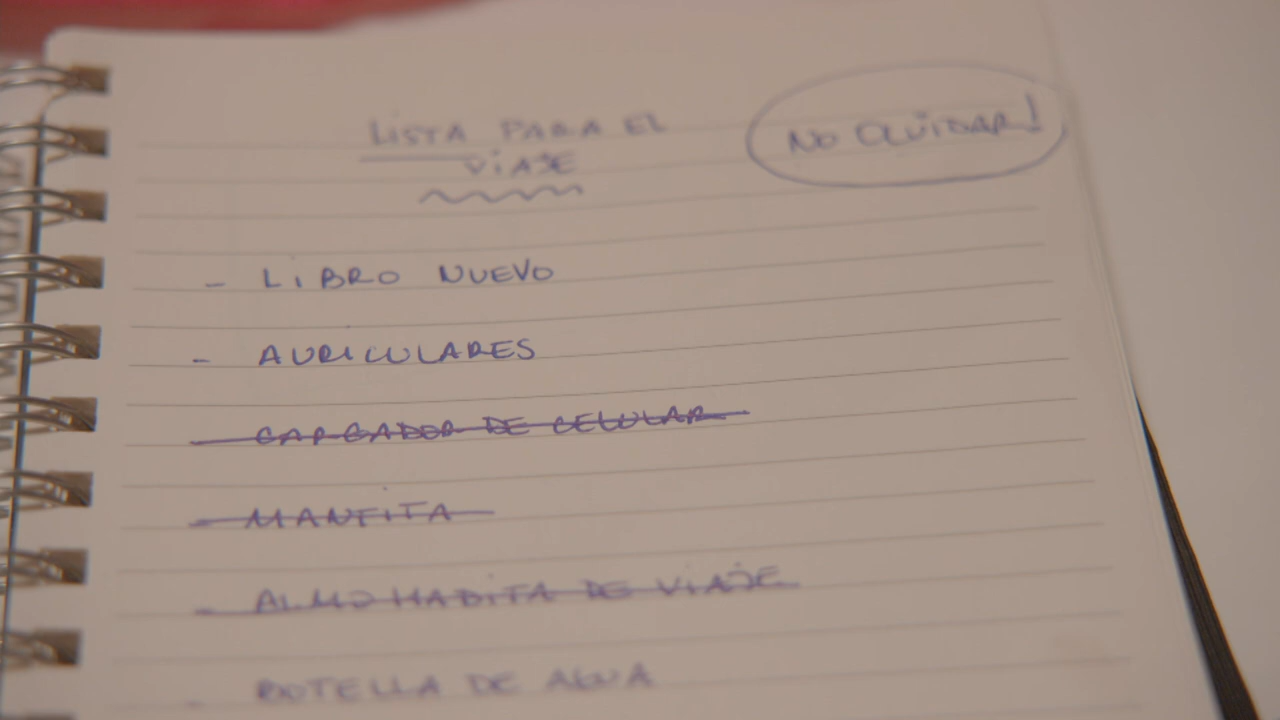 LISTA PARA EL
VIAJE
NO OLVIDAR!
- LIBRO NUEVO
- AURICULARES
- CARGADOR DE CELULAR
- MANTITA
- ALMOHADITA DE VIAJE
- BOTELLA DE AGUA